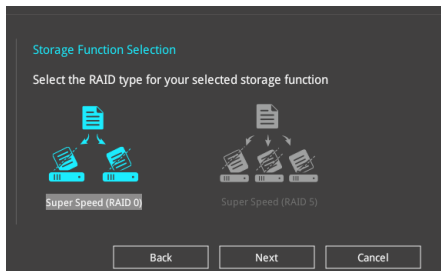 Storage Function Selection
Select the RAID type for your selected storage function
Super Speed (RAID 0)
Super Speed (RAID 5)
Back
Next
Cancel